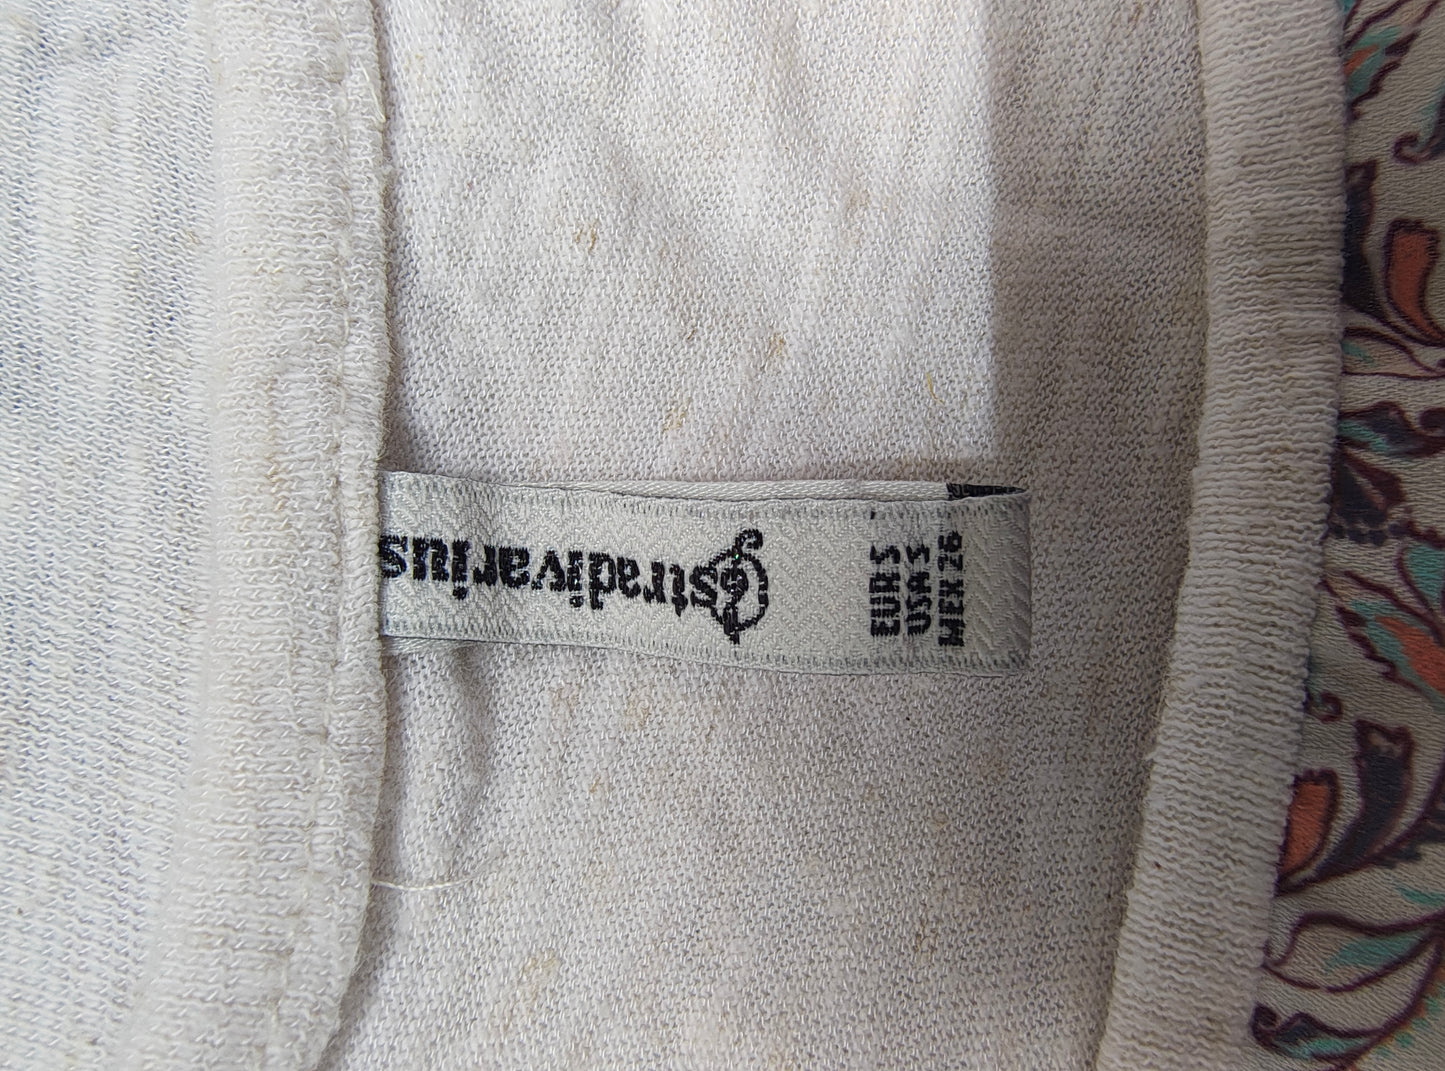 stradivarius
EUR S
USA S
MEX 26